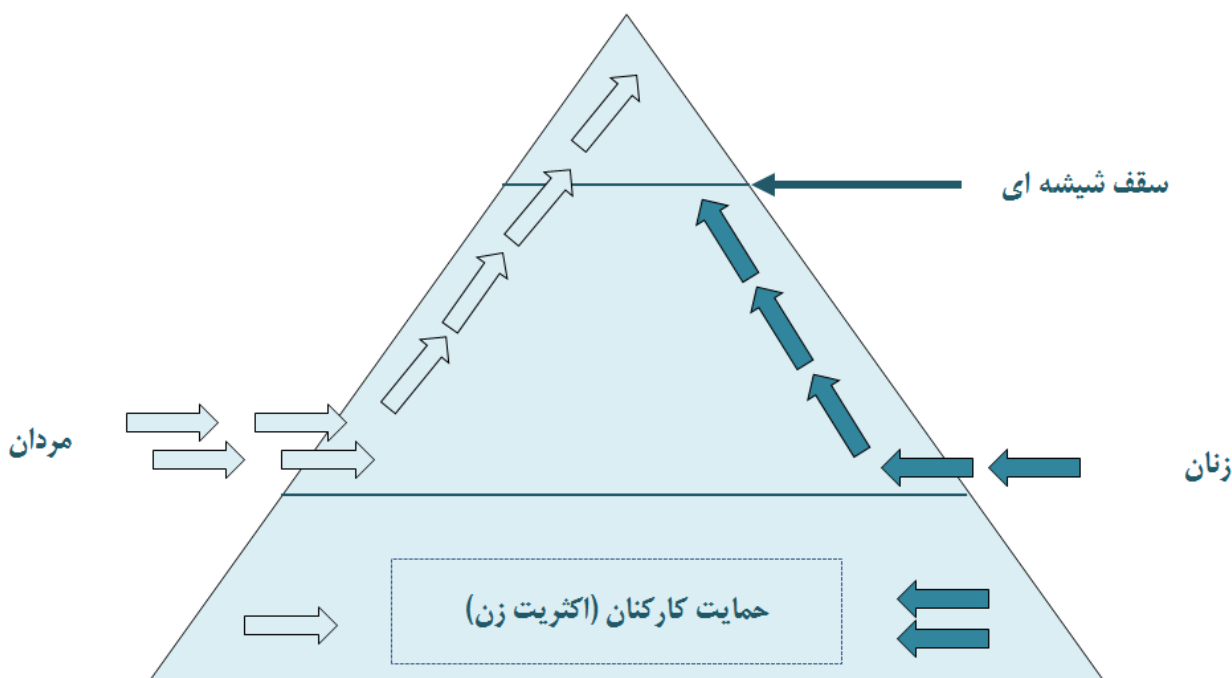 سقف شیشه ای
مردان
زنان
حمایت کارکنان (اکثریت زن)